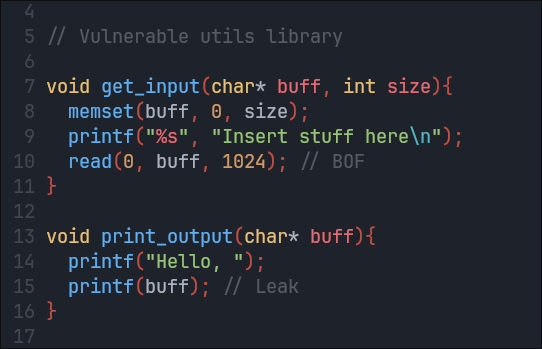 4
5 // Vulnerable utils library
6
7 void get_input(char* buff, int size){
8   memset(buff, 0, size);
9   printf("%s", "Insert stuff here\n");
10   read(0, buff, 1024); // BOF
11 }
12
13 void print_output(char* buff){
14   printf("Hello, ");
15   printf(buff); // Leak
16 }
17